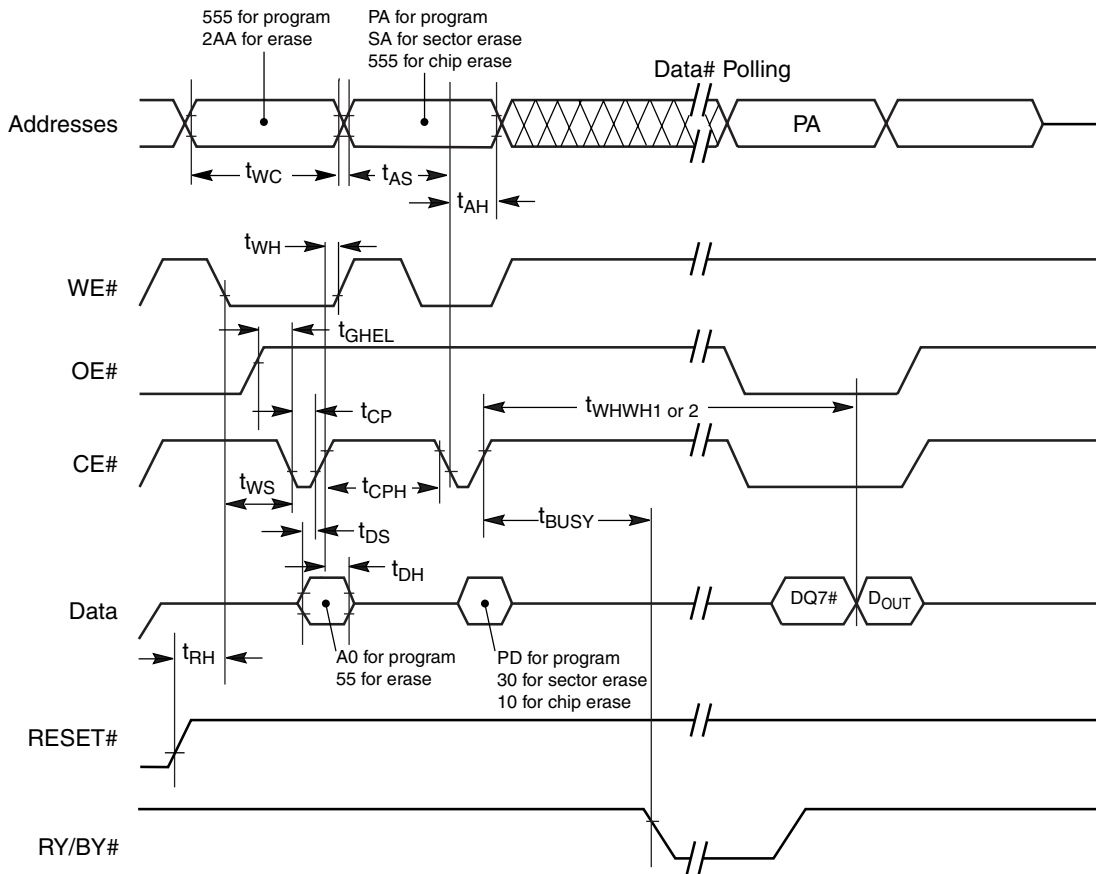 555 for program
2AA for erase
PA for program
SA for sector erase
555 for chip erase
Data# Polling
Addresses
PA
tWC
tAS
tAH
tWH
WE#
tGHEL
OE#
tCP
tWHWH1 or 2
CE#
tWS
tCPH
tBUSY
tDS
tDH
Data
DQ7#
DOUT
tRH
A0 for program
55 for erase
PD for program
30 for sector erase
10 for chip erase
RESET#
RY/BY#